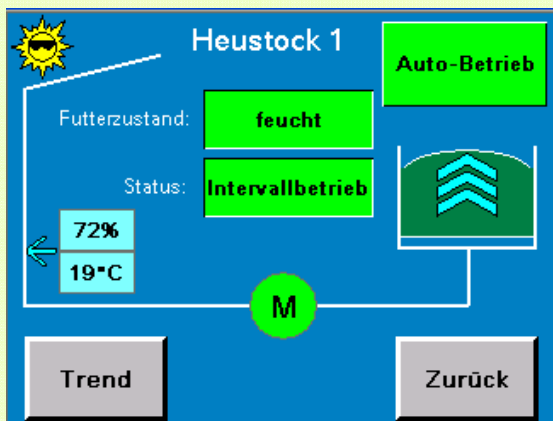 Heustock 1
Auto-Betrieb
Futterzustand: feucht
Status: Intervallbetrieb
72%
19°C
M
Trend
Zurück